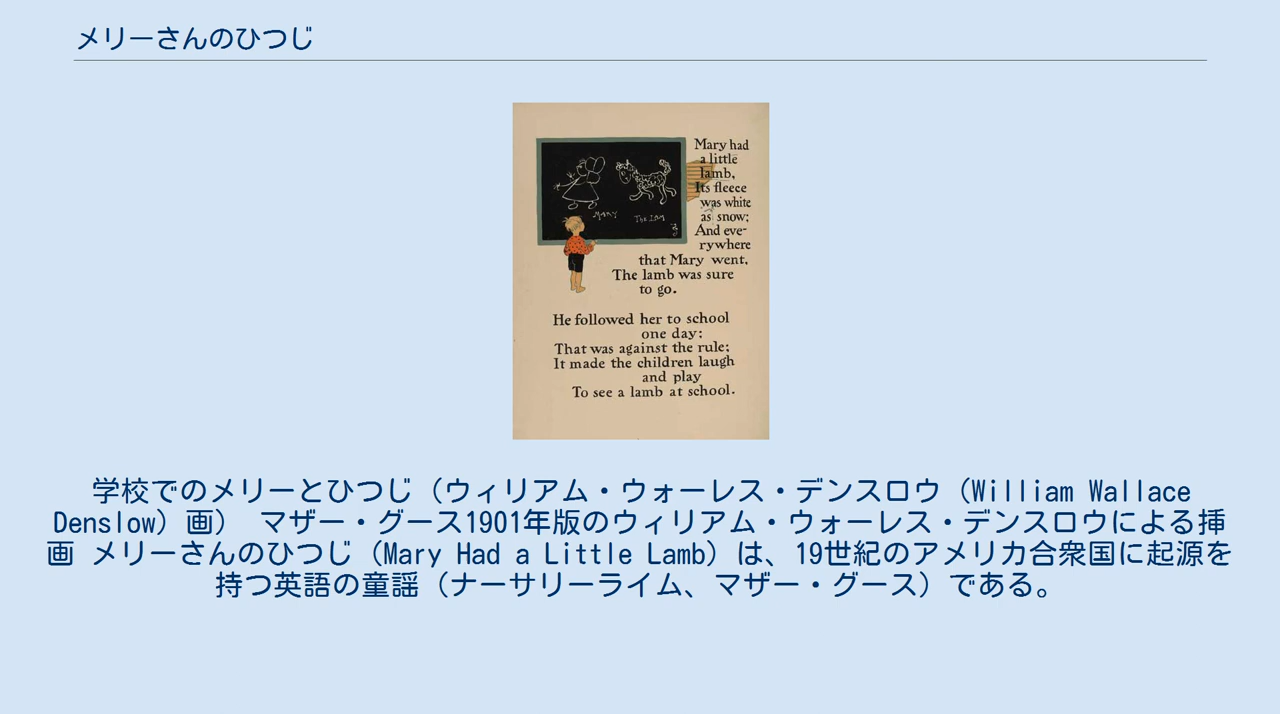 メリーさんのひつじ
Mary had
a little
lamb,
Its fleece
was white
as snow;
And eve-
rywhere
that Mary went,
The lamb was sure
to go.
MARY The LAM
He followed her to school
one day;
That was against the rule;
It made the children laugh
and play
To see a lamb at school.
学校でのメリーとひつじ（ウィリアム・ウォーレス・デンスロウ（William Wallace
Denslow）画） マザー・グース1901年版のウィリアム・ウォーレス・デンスロウによる挿
画 メリーさんのひつじ（Mary Had a Little Lamb）は、19世紀のアメリカ合衆国に起源を
持つ英語の童謡（ナーサリーライム、マザー・グース）である。